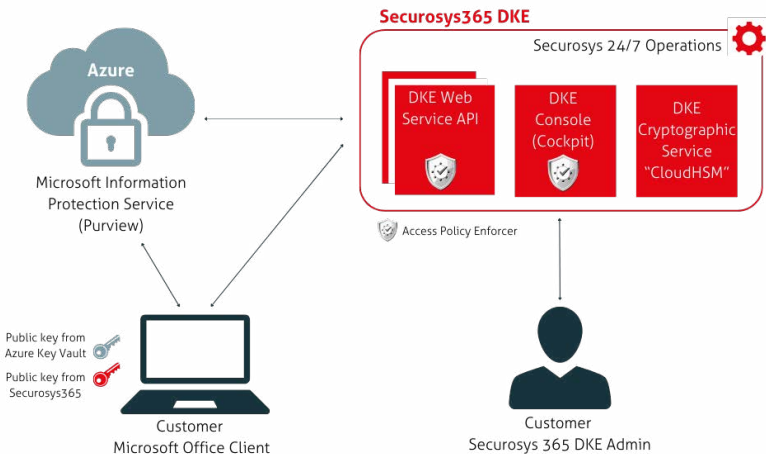 Securosys365 DKE
Securosys 24/7 Operations
Azure
DKE Web
Service API
DKE
Console
(Cockpit)
DKE
Cryptographic
Service
“CloudHSM”
Microsoft Information
Protection Service
(Purview)
Access Policy Enforcer
Public key from
Azure Key Vault
Public key from
Securosys365
Customer
Microsoft Office Client
Customer
Securosys 365 DKE Admin